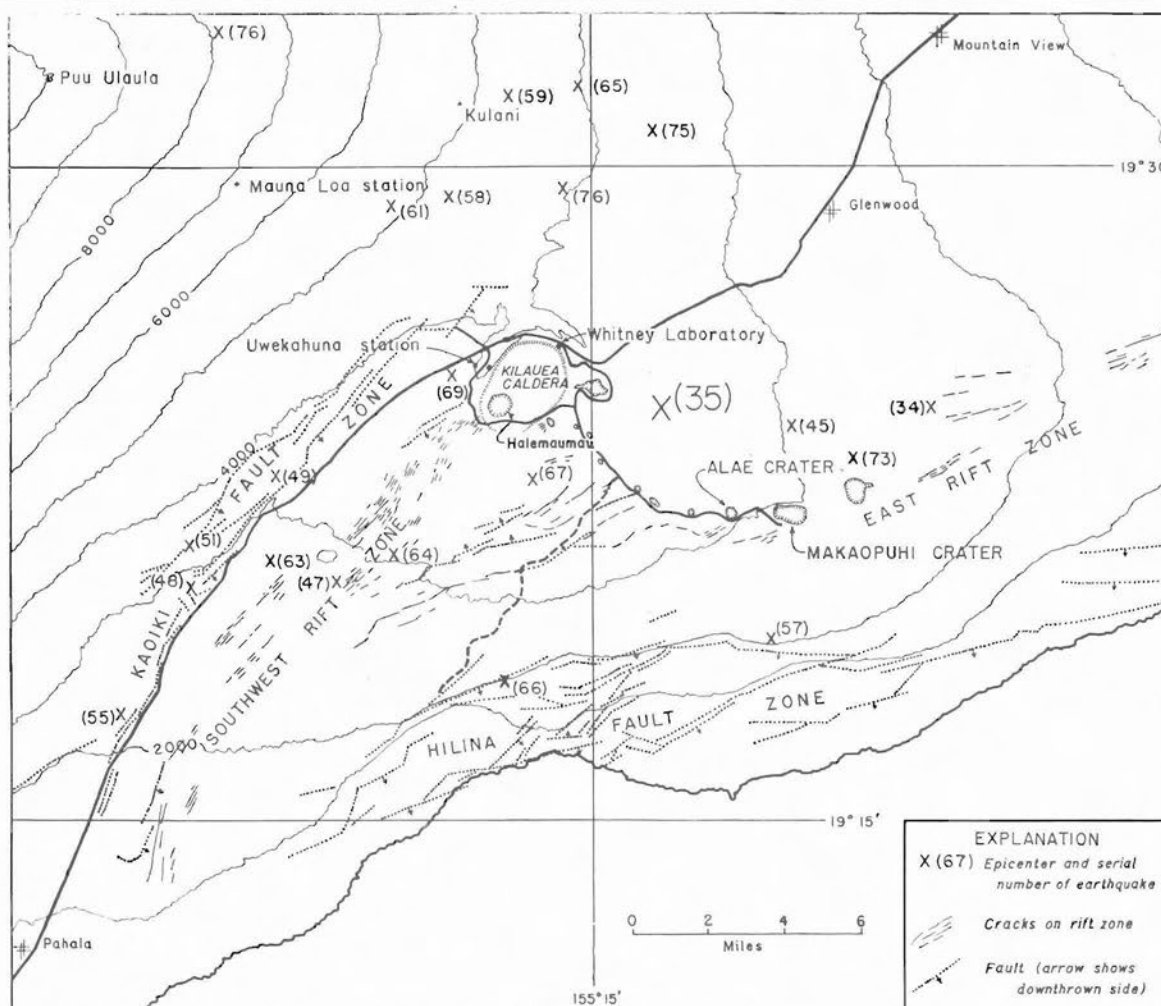 X(76)
Mountain View
Puu Ulaula
X(65)
X(59)
Kulani
X(75)
19°30'
Mauna Loa station
X(58)
X(76)
X(61)
Glenwood
8000
6000
Uwekahuna station
Whitney Laboratory
KILAUEA
CALDERA
X
(69)
X(35)
(34)X
Halemaumau
X(45)
4000
X(49)
X(67)
ALAE CRATER
X(73)
EAST RIFT ZONE
KAOIKI FAULT ZONE
X(51)
MAKAOPUHI CRATER
X(63)
X(64)
(46)X
(47)X
SOUTHWEST RIFT ZONE
X(57)
X(66)
(55)X
2000
HILINA FAULT ZONE
19°15'
EXPLANATION
X(67) Epicenter and serial
number of earthquake
Cracks on rift zone
Fault (arrow shows
downthrown side)
0 2 4 6
Miles
Pahala
155°15'